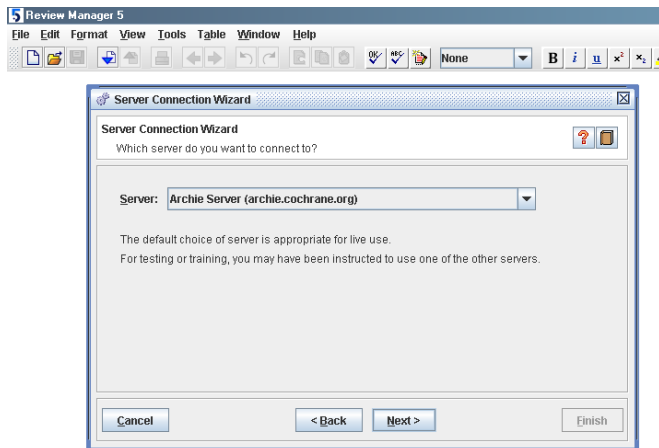 5 Review Manager 5
File Edit Format View Tools Table Window Help
OK ABC None B i u x² x₂
Server Connection Wizard
Server Connection Wizard
Which server do you want to connect to?
?
Server: Archie Server (archie.cochrane.org)
The default choice of server is appropriate for live use.
For testing or training, you may have been instructed to use one of the other servers.
Cancel < Back Next > Finish